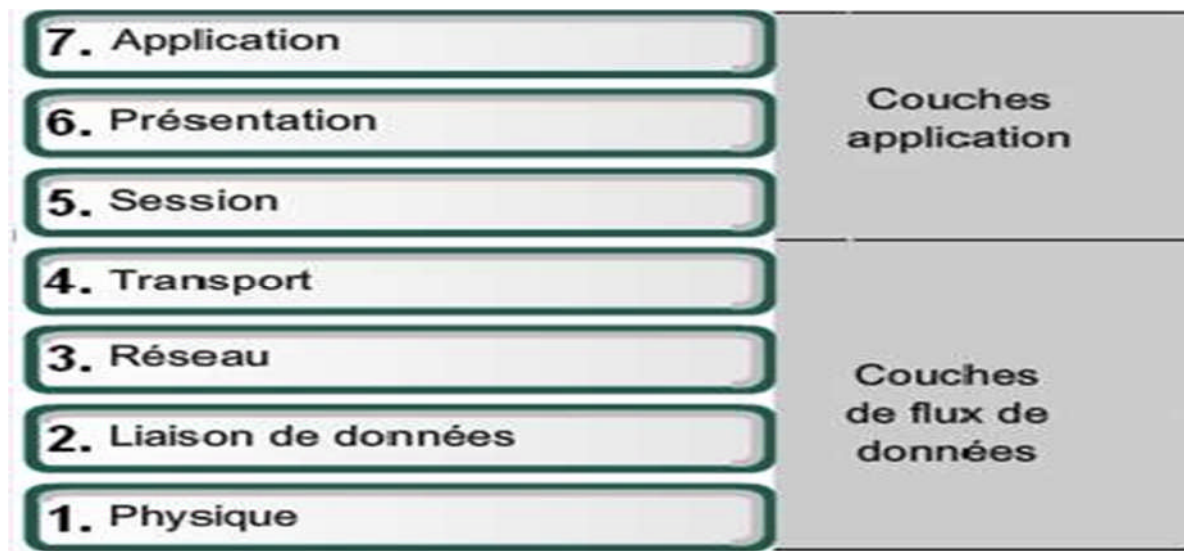 7. Application
6. Présentation
5. Session
4. Transport
3. Réseau
2. Liaison de données
1. Physique
Couches
application
Couches
de flux de
données